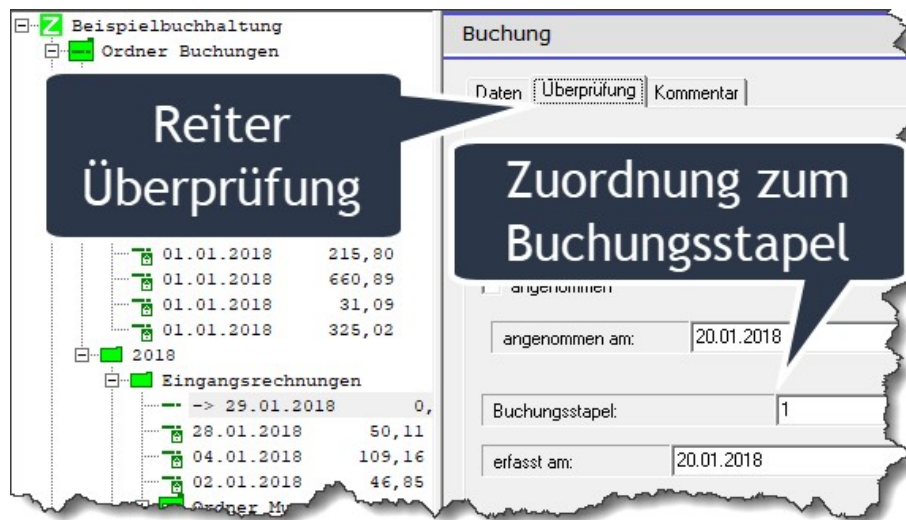 Beispielbuchhaltung
Ordner Buchungen
Reiter
Überprüfung
01.01.2018 215,80
01.01.2018 660,89
01.01.2018 31,09
01.01.2018 325,02
2018
Eingangsrechnungen
-> 29.01.2018 0,
28.01.2018 50,11
04.01.2018 109,16
02.01.2018 46,85
Ordner
Buchung
Daten Überprüfung Kommentar
Zuordnung zum
Buchungsstapel
angenommen
angenommen am: 20.01.2018
Buchungsstapel: 1
erfasst am: 20.01.2018